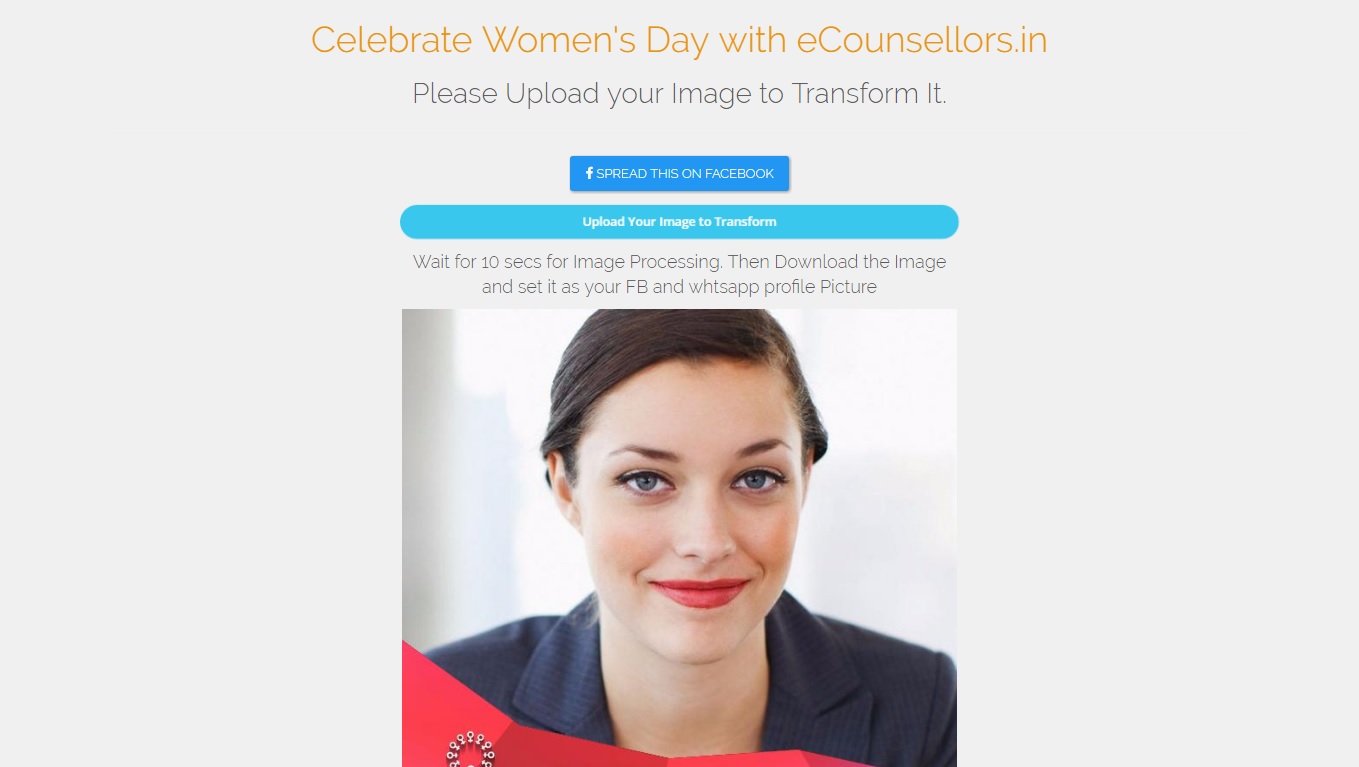 Celebrate Women's Day with eCounsellors.in
Please Upload your Image to Transform It.
SPREAD THIS ON FACEBOOK
Upload Your Image to Transform
Wait for 10 secs for Image Processing. Then Download the Image
and set it as your FB and whtsapp profile Picture